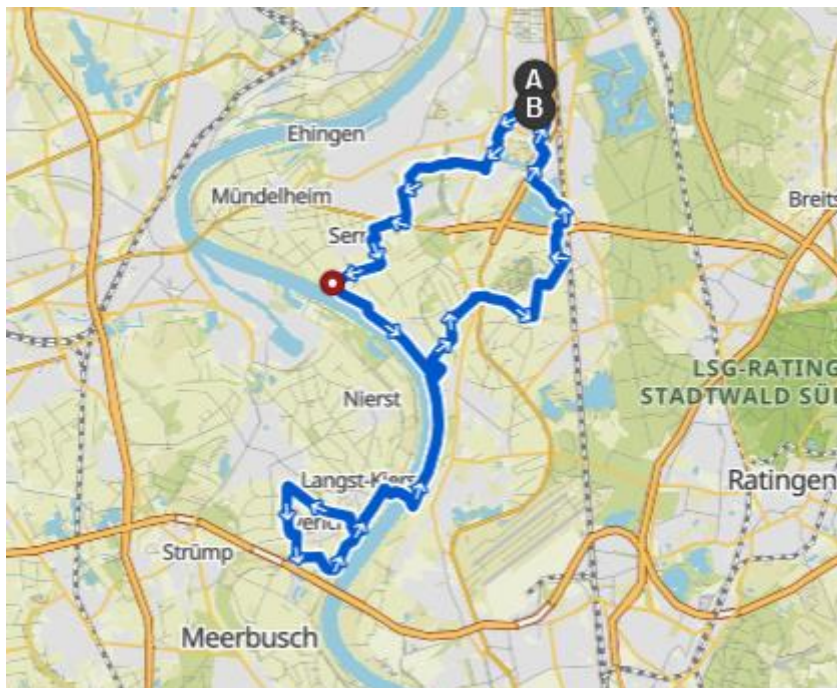 A
B
Ehingen
Mündelheim
Breits
Serm
LSG-RATING
STADTWALD SÜ
Nierst
Langst-Kiers
Ratingen
Strümp
Meerbusch